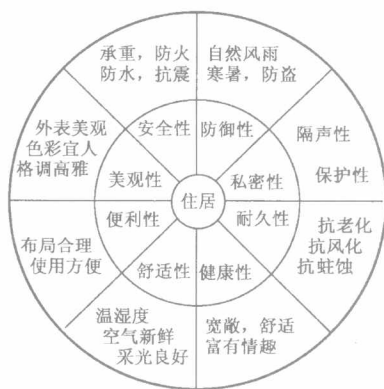 承重，防火
防水，抗震
自然风雨
寒暑，防盗
外表美观
色彩宜人
格调高雅
安全性
防御性
隔声性
保护性
美观性
私密性
住居
便利性
耐久性
布局合理
使用方便
抗老化
抗风化
抗蛀蚀
舒适性
健康性
温湿度
空气新鲜
采光良好
宽敞，舒适
富有情趣